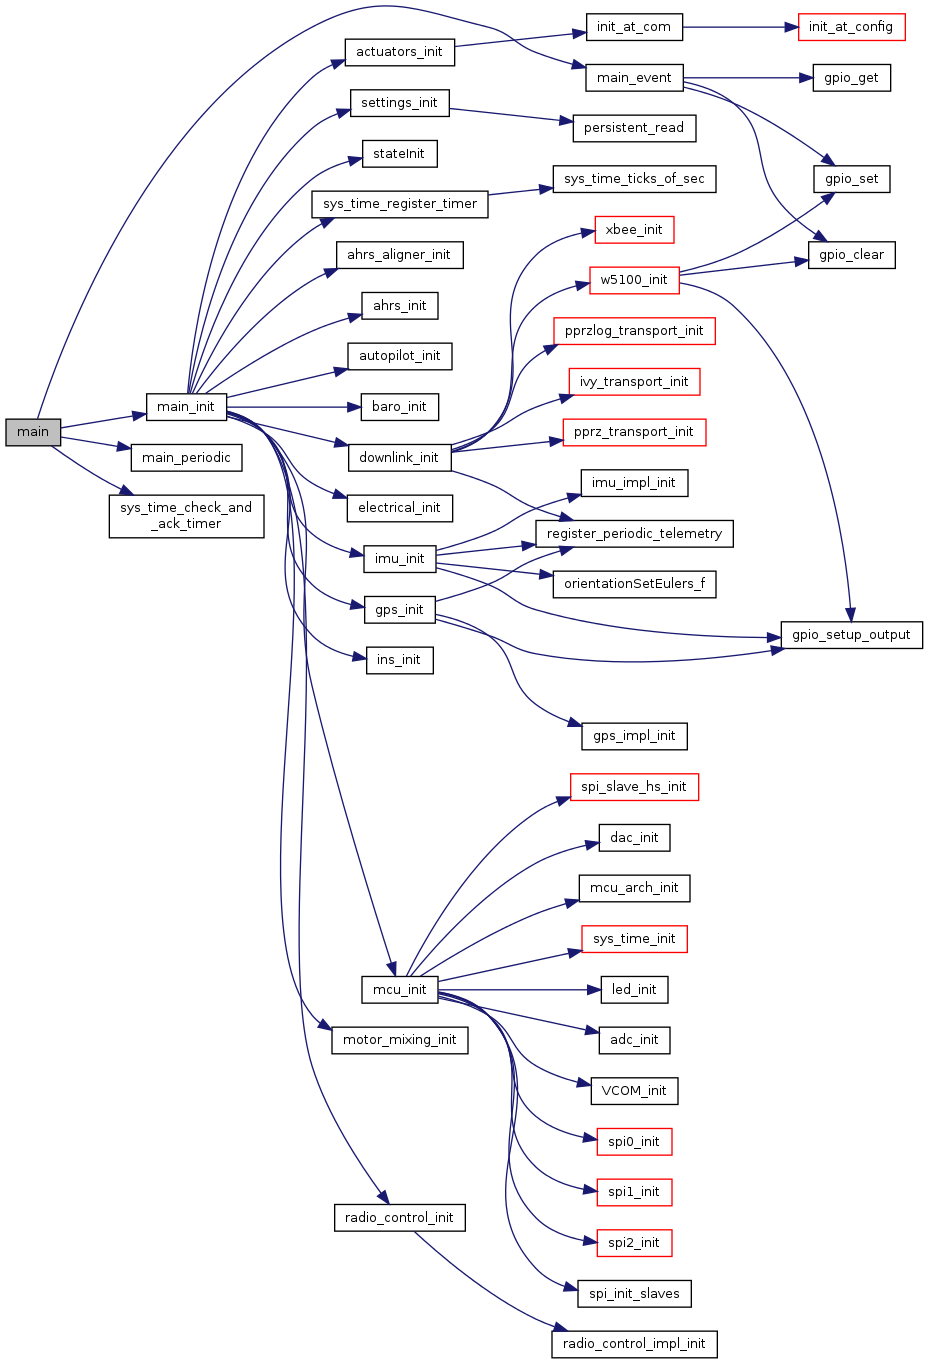 init_at_com
init_at_config
actuators_init
main_event
gpio_get
settings_init
persistent_read
stateInit
sys_time_ticks_of_sec
gpio_set
sys_time_register_timer
xbee_init
ahrs_aligner_init
gpio_clear
w5100_init
ahrs_init
pprzlog_transport_init
autopilot_init
ivy_transport_init
main_init
baro_init
main
pprz_transport_init
main_periodic
downlink_init
imu_impl_init
sys_time_check_and
_ack_timer
electrical_init
register_periodic_telemetry
imu_init
orientationSetEulers_f
gps_init
gpio_setup_output
ins_init
gps_impl_init
spi_slave_hs_init
dac_init
mcu_arch_init
sys_time_init
mcu_init
led_init
motor_mixing_init
adc_init
VCOM_init
spi0_init
spi1_init
radio_control_init
spi2_init
spi_init_slaves
radio_control_impl_init